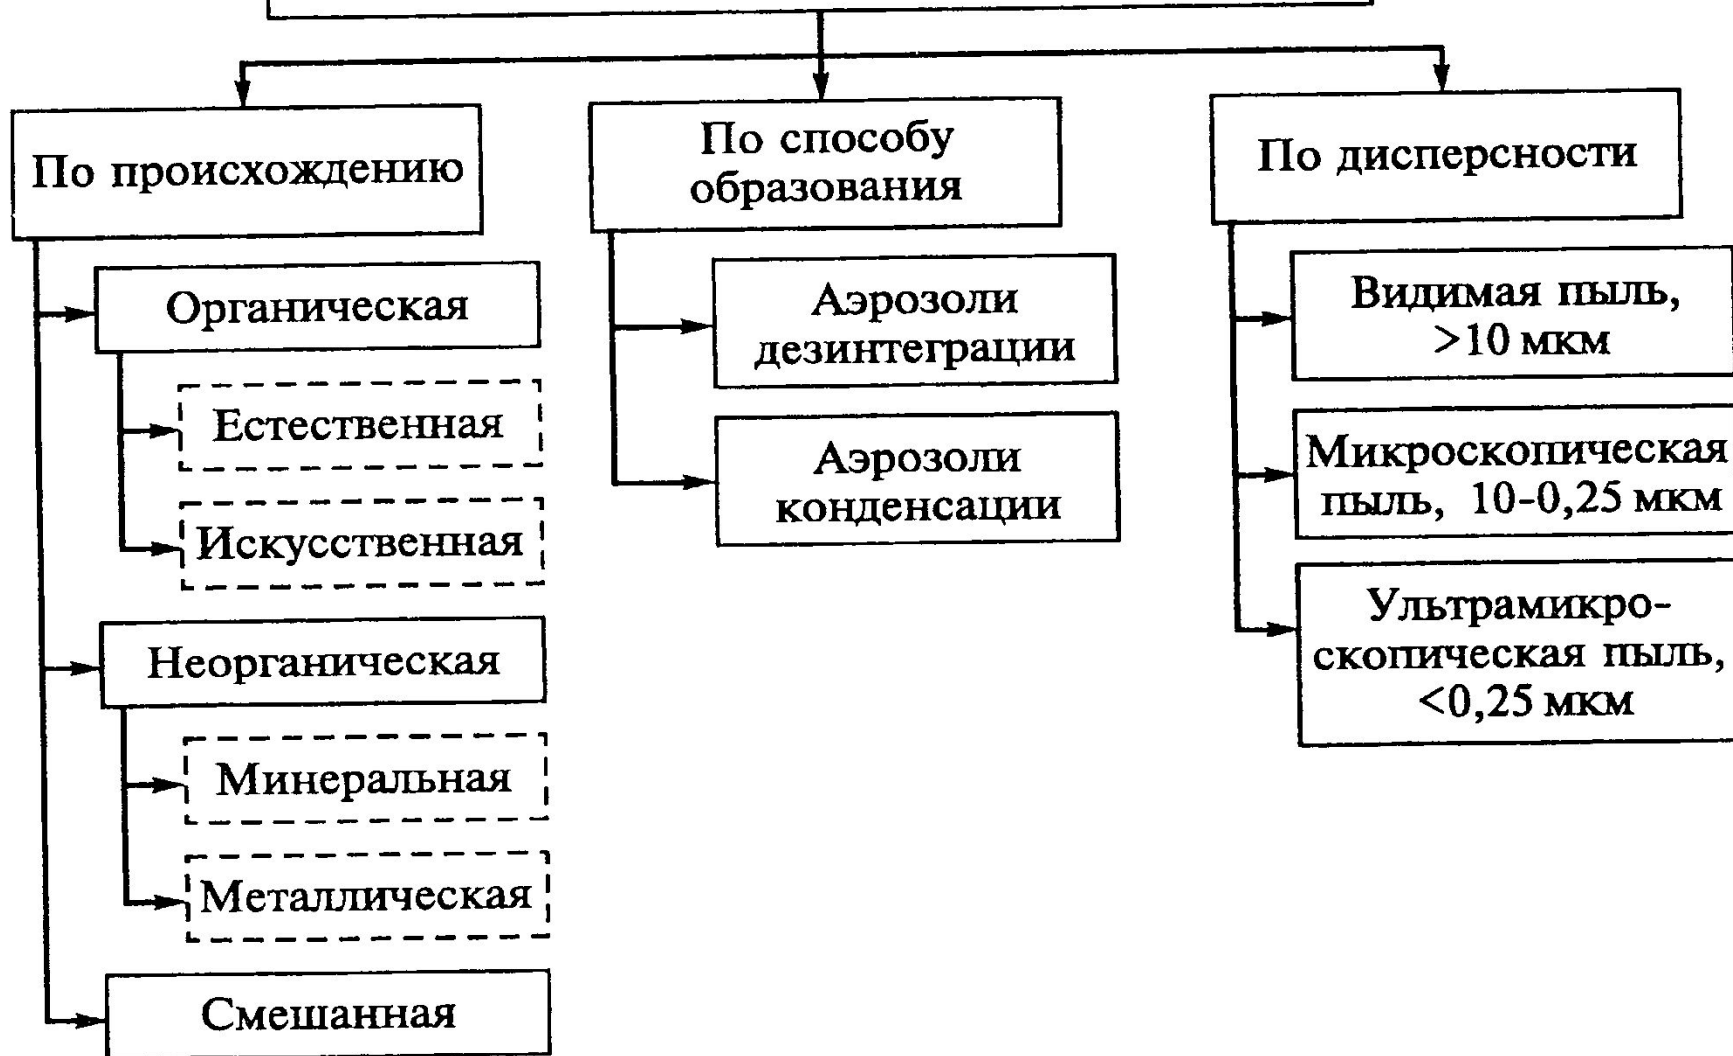 По происхождению
Органическая
Естественная
Искусственная
Неорганическая
Минеральная
Металлическая
Смешанная
По способу
образования
Аэрозоли
дезинтеграции
Аэрозоли
конденсации
По дисперсности
Видимая пыль,
>10 мкм
Микроскопическая
пыль, 10-0,25 мкм
Ультрамикро-
скопическая пыль,
<0,25 мкм